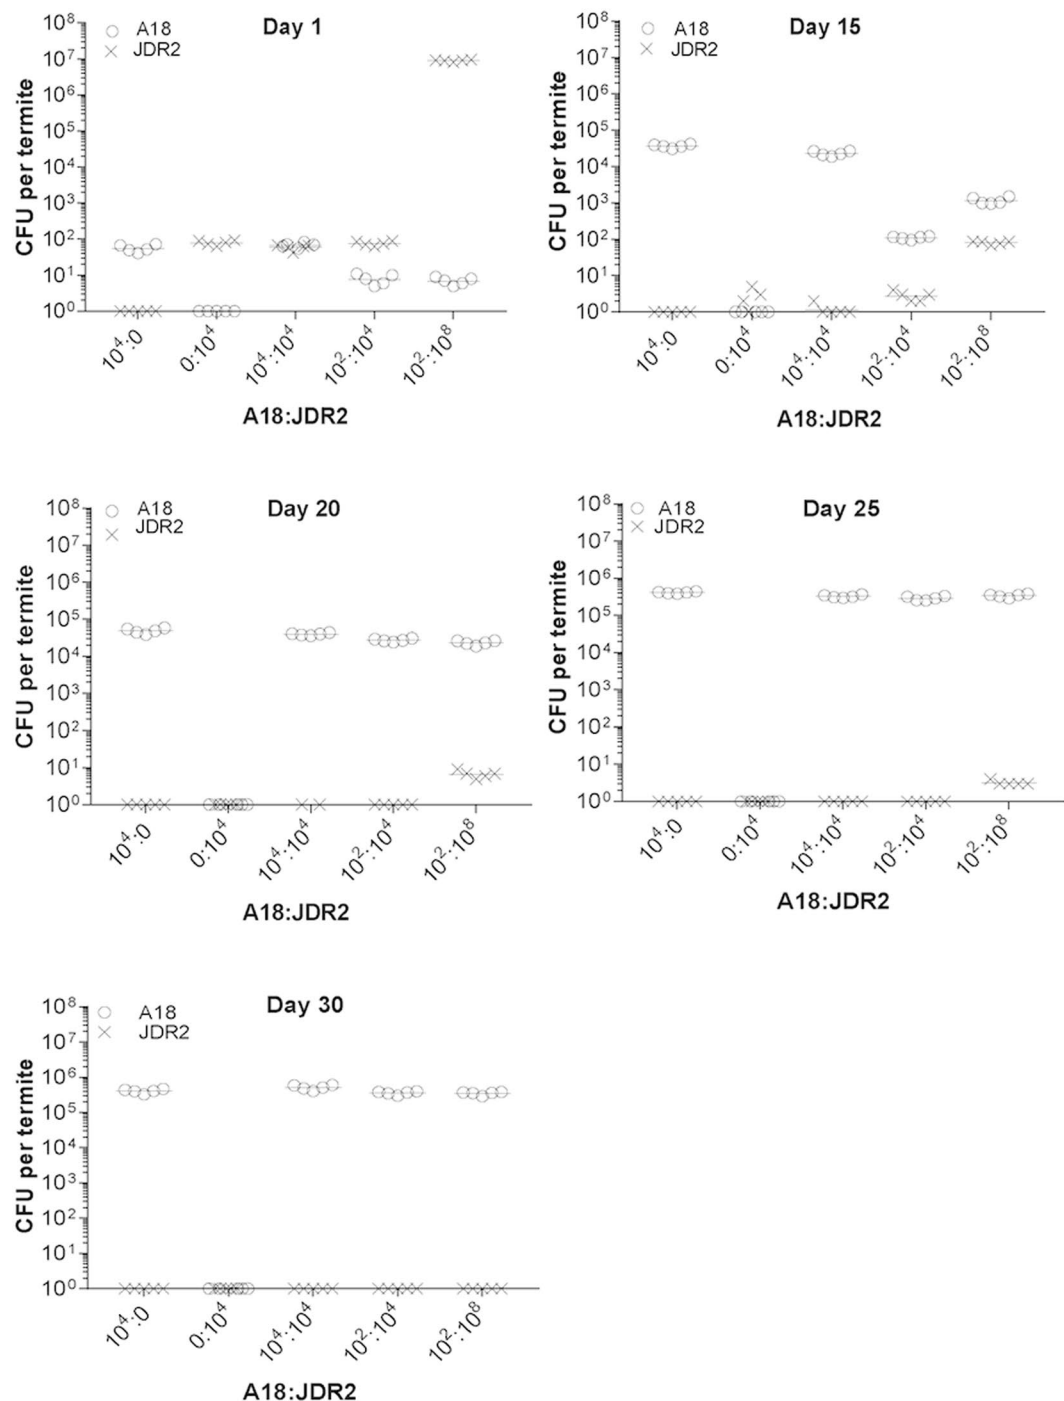 Day 1
A18
JDR2
CFU per termite
10⁸
10⁷
10⁶
10⁵
10⁴
10³
10²
10¹
10⁰
10⁴:0
0:10⁴
10⁴:10⁴
10²:10⁴
10²:10⁸
A18:JDR2
Day 15
A18
JDR2
CFU per termite
10⁸
10⁷
10⁶
10⁵
10⁴
10³
10²
10¹
10⁰
10⁴:0
0:10⁴
10⁴:10⁴
10²:10⁴
10²:10⁸
A18:JDR2
Day 20
A18
JDR2
CFU per termite
10⁸
10⁷
10⁶
10⁵
10⁴
10³
10²
10¹
10⁰
10⁴:0
0:10⁴
10⁴:10⁴
10²:10⁴
10²:10⁸
A18:JDR2
Day 25
A18
JDR2
CFU per termite
10⁸
10⁷
10⁶
10⁵
10⁴
10³
10²
10¹
10⁰
10⁴:0
0:10⁴
10⁴:10⁴
10²:10⁴
10²:10⁸
A18:JDR2
Day 30
A18
JDR2
CFU per termite
10⁸
10⁷
10⁶
10⁵
10⁴
10³
10²
10¹
10⁰
10⁴:0
0:10⁴
10⁴:10⁴
10²:10⁴
10²:10⁸
A18:JDR2